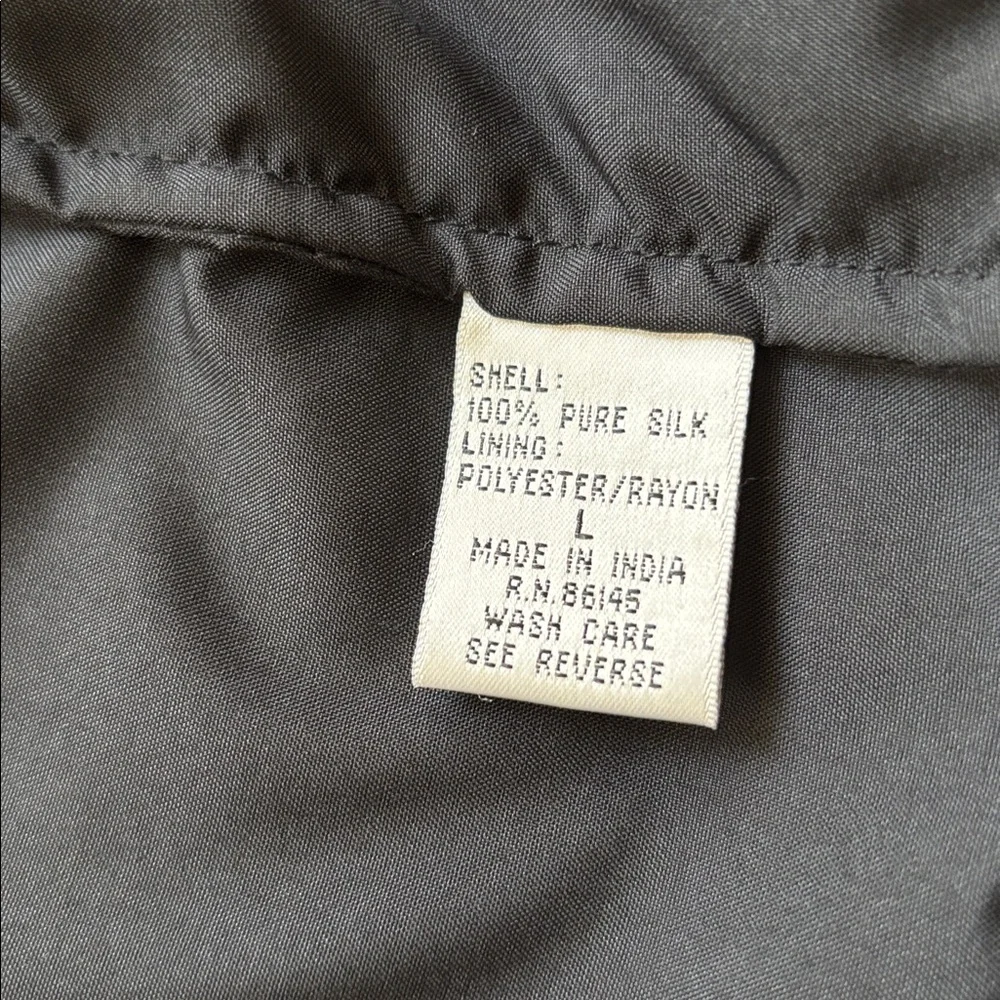 SHELL:
100% PURE SILK
LINING:
POLYESTER/RAYON
L
MADE IN INDIA
R.N.86145
WASH CARE
SEE REVERSE